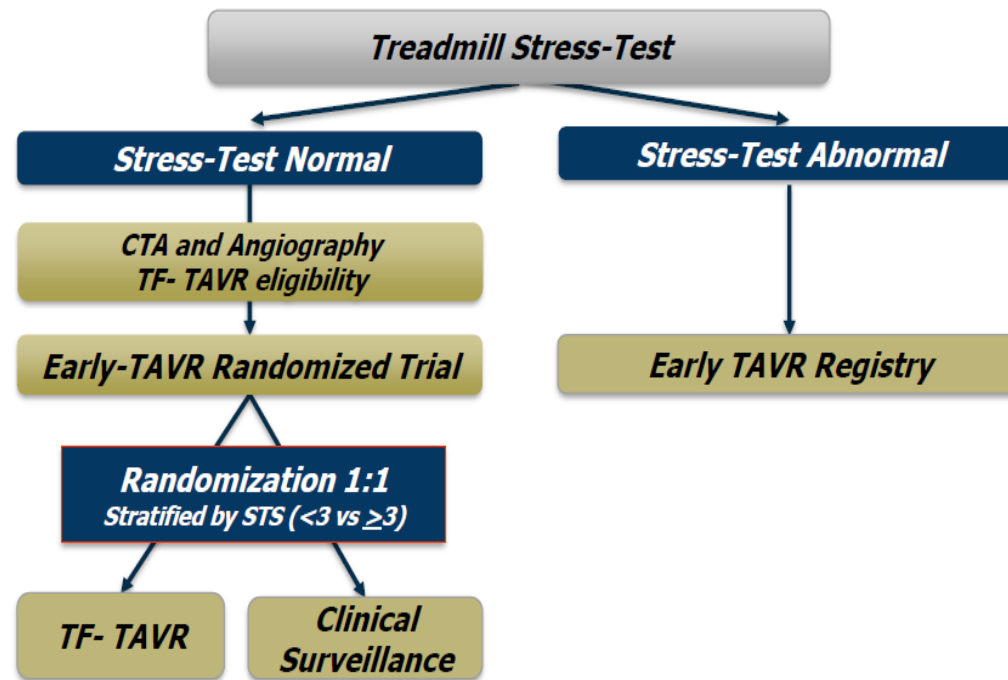 Treadmill Stress-Test
Stress-Test Normal
Stress-Test Abnormal
CTA and Angiography
TF- TAVR eligibility
Early-TAVR Randomized Trial
Early TAVR Registry
Randomization 1:1
Stratified by STS (<3 vs ≥3)
TF- TAVR
Clinical
Surveillance